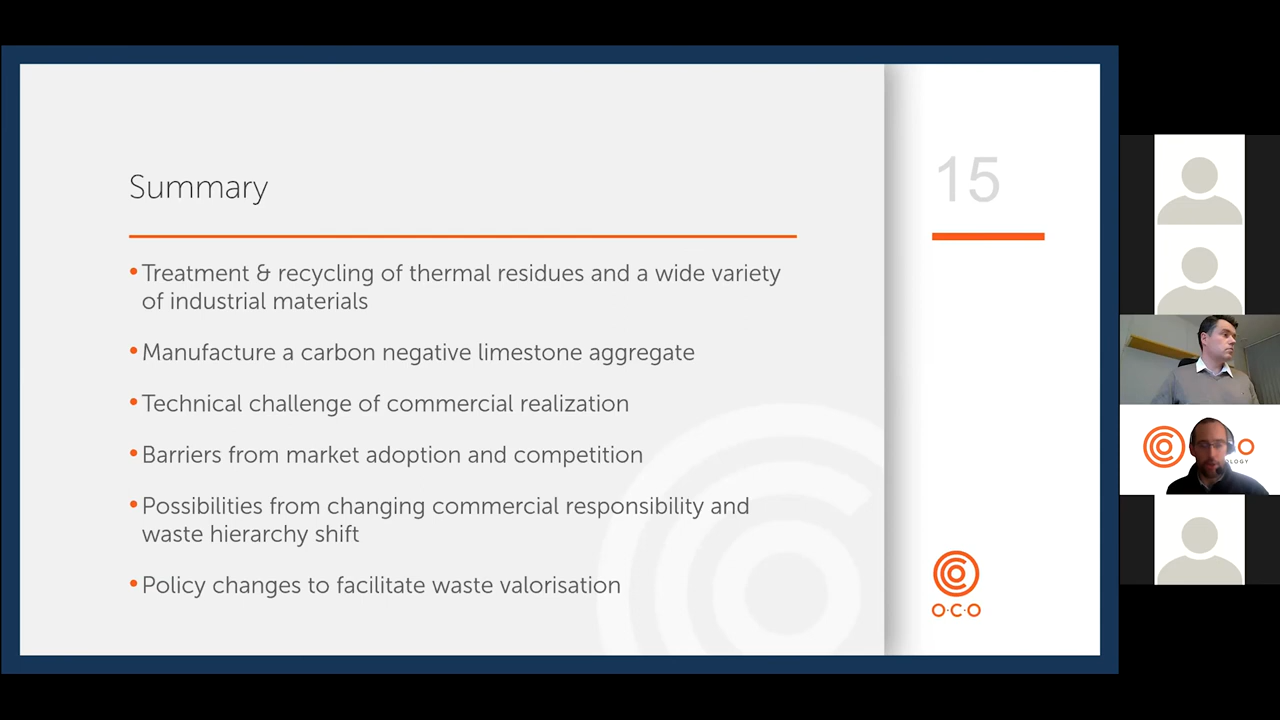 Summary
15
•Treatment & recycling of thermal residues and a wide variety
of industrial materials
•Manufacture a carbon negative limestone aggregate
•Technical challenge of commercial realization
•Barriers from market adoption and competition
•Possibilities from changing commercial responsibility and
waste hierarchy shift
•Policy changes to facilitate waste valorisation
O·C·O